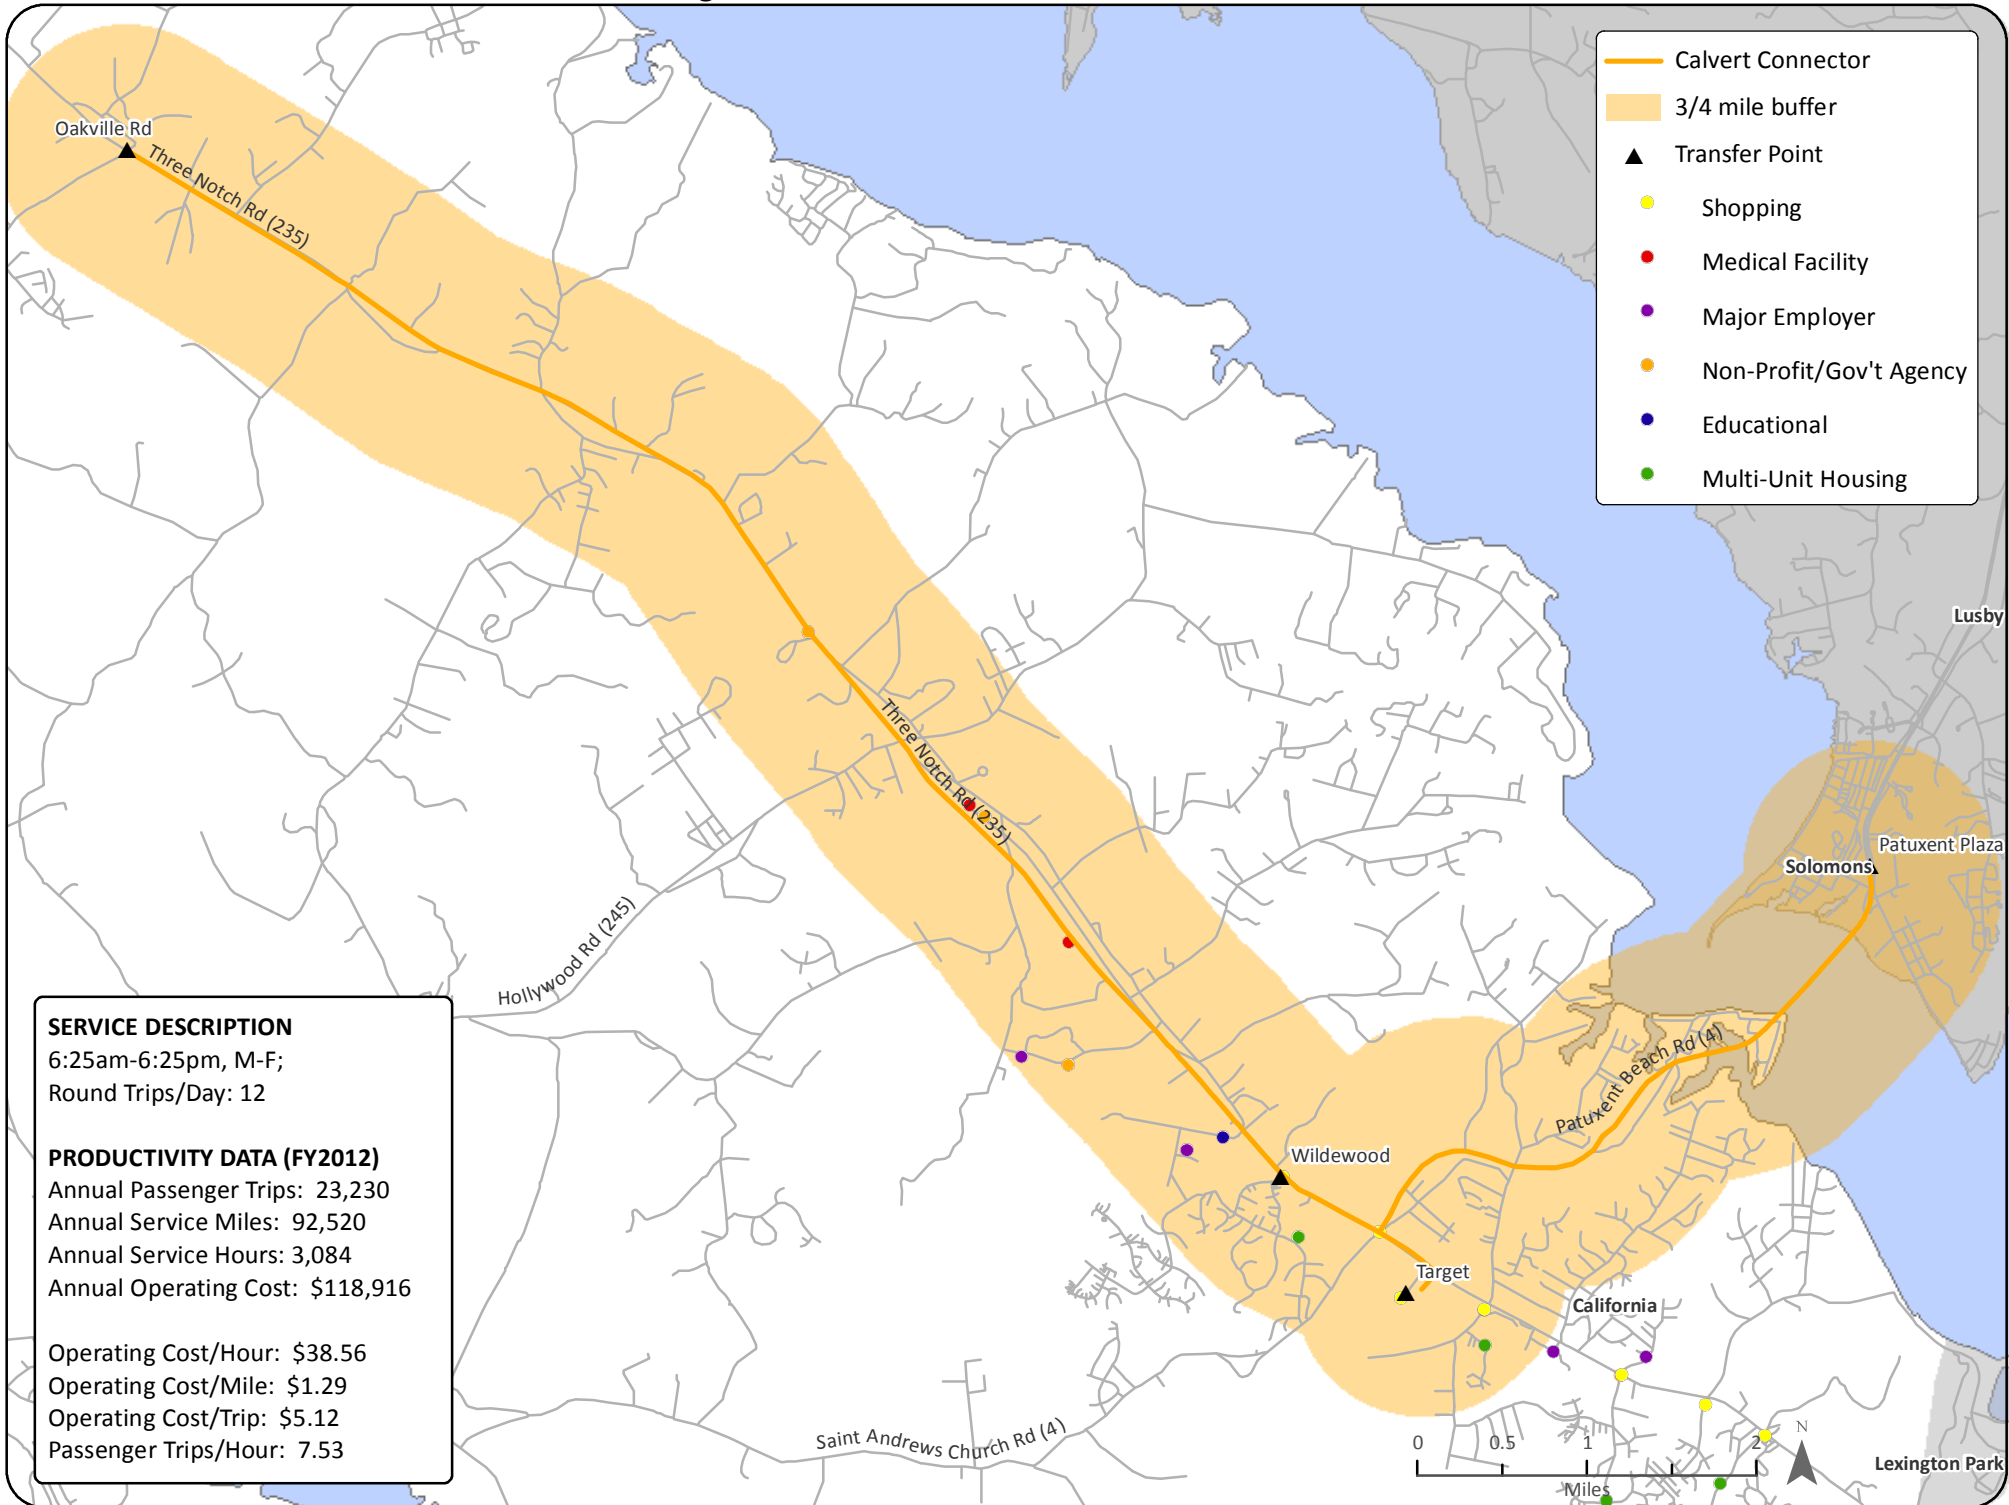 Calvert Connector
3/4 mile buffer
Transfer Point
Shopping
Medical Facility
Major Employer
Non-Profit/Gov't Agency
Educational
Multi-Unit Housing
Oakville Rd
Three Notch Rd (235)
Lusby
Three Notch Rd (235)
Patuxent Plaza
Solomons
Hollywood Rd (245)
Patuxent Beach Rd (4)
Wildewood
Target
California
Saint Andrews Church Rd (4)
Lexington Park
SERVICE DESCRIPTION
6:25am-6:25pm, M-F;
Round Trips/Day: 12
PRODUCTIVITY DATA (FY2012)
Annual Passenger Trips: 23,230
Annual Service Miles: 92,520
Annual Service Hours: 3,084
Annual Operating Cost: $118,916
Operating Cost/Hour: $38.56
Operating Cost/Mile: $1.29
Operating Cost/Trip: $5.12
Passenger Trips/Hour: 7.53
0 0.5 1 2
Miles
N